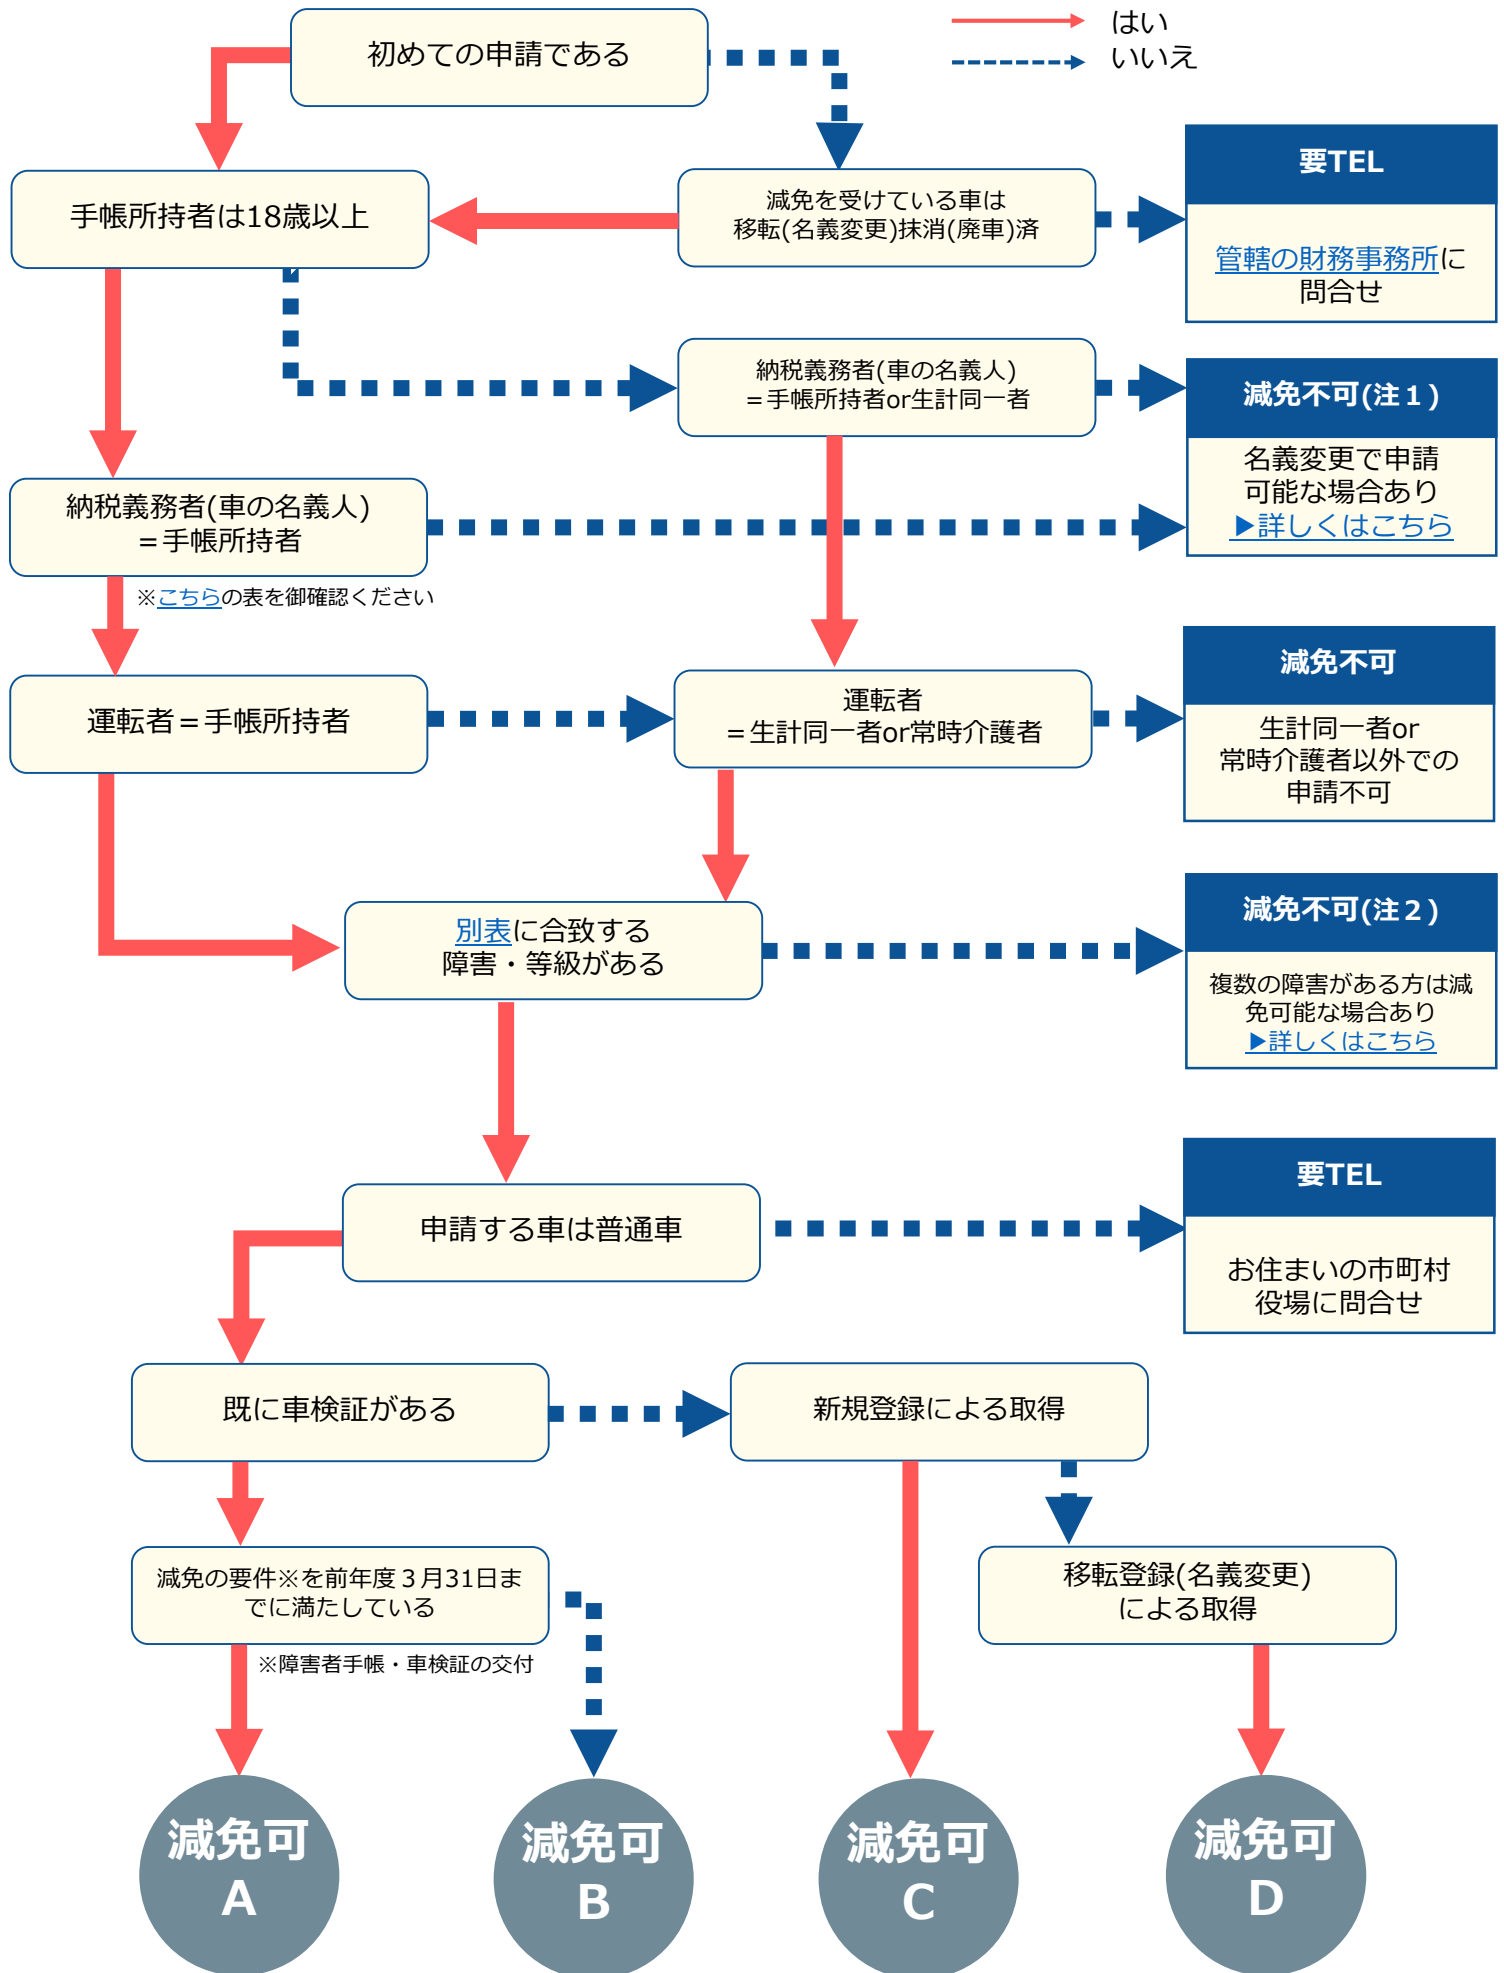 はい
いいえ
初めての申請である
手帳所持者は18歳以上
減免を受けている車は
移転(名義変更)抹消(廃車)済
要TEL
管轄の財務事務所に
問合せ
納税義務者(車の名義人)
＝手帳所持者or生計同一者
減免不可(注１)
名義変更で申請
可能な場合あり
▶詳しくはこちら
納税義務者(車の名義人)
＝手帳所持者
※こちらの表を御確認ください
運転者＝手帳所持者
運転者
＝生計同一者or常時介護者
減免不可
生計同一者or
常時介護者以外での
申請不可
別表に合致する
障害・等級がある
減免不可(注２)
複数の障害がある方は減
免可能な場合あり
▶詳しくはこちら
申請する車は普通車
要TEL
お住まいの市町村
役場に問合せ
既に車検証がある
新規登録による取得
減免の要件※を前年度３月31日ま
でに満たしている
※障害者手帳・車検証の交付
移転登録(名義変更)
による取得
減免可
A
減免可
B
減免可
C
減免可
D